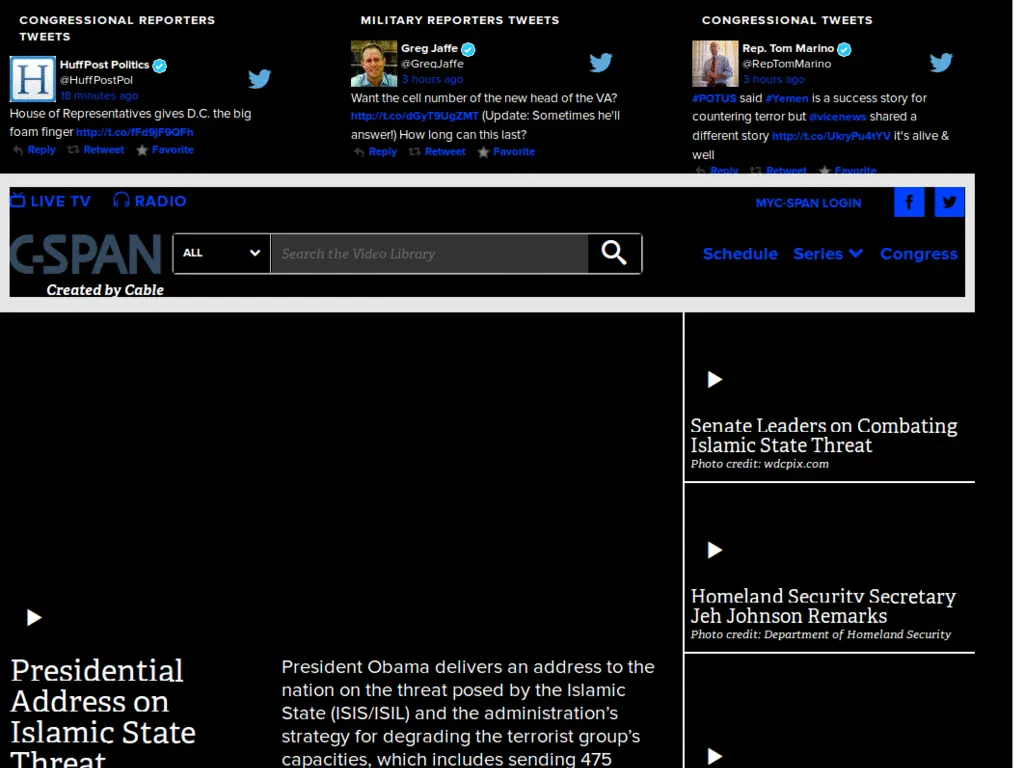 CONGRESSIONAL REPORTERS
TWEETS
HuffPost Politics
@HuffPostPol
18 minutes ago
House of Representatives gives D.C. the big
foam finger http://t.co/fFd9jF9QFh
Reply Retweet Favorite
MILITARY REPORTERS TWEETS
Greg Jaffe
@GregJaffe
3 hours ago
Want the cell number of the new head of the VA?
http://t.co/dGyT9UgZMT (Update: Sometimes he'll
answer!) How long can this last?
Reply Retweet Favorite
CONGRESSIONAL TWEETS
Rep. Tom Marino
@RepTomMarino
3 hours ago
#POTUS said #Yemen is a success story for
countering terror but #vicenews shared a
different story http://t.co/UkryPu4tYV it's alive &
well
Reply Retweet Favorite
LIVE TV RADIO
MYC-SPAN LOGIN
C-SPAN
Created by Cable
ALL
Search the Video Library
Schedule Series Congress
Presidential
Address on
Islamic State
Threat
President Obama delivers an address to the
nation on the threat posed by the Islamic
State (ISIS/ISIL) and the administration's
strategy for degrading the terrorist group's
capacities, which includes sending 475
Senate Leaders on Combating
Islamic State Threat
Photo credit: wdcpix.com
Homeland Security Secretary
Jeh Johnson Remarks
Photo credit: Department of Homeland Security